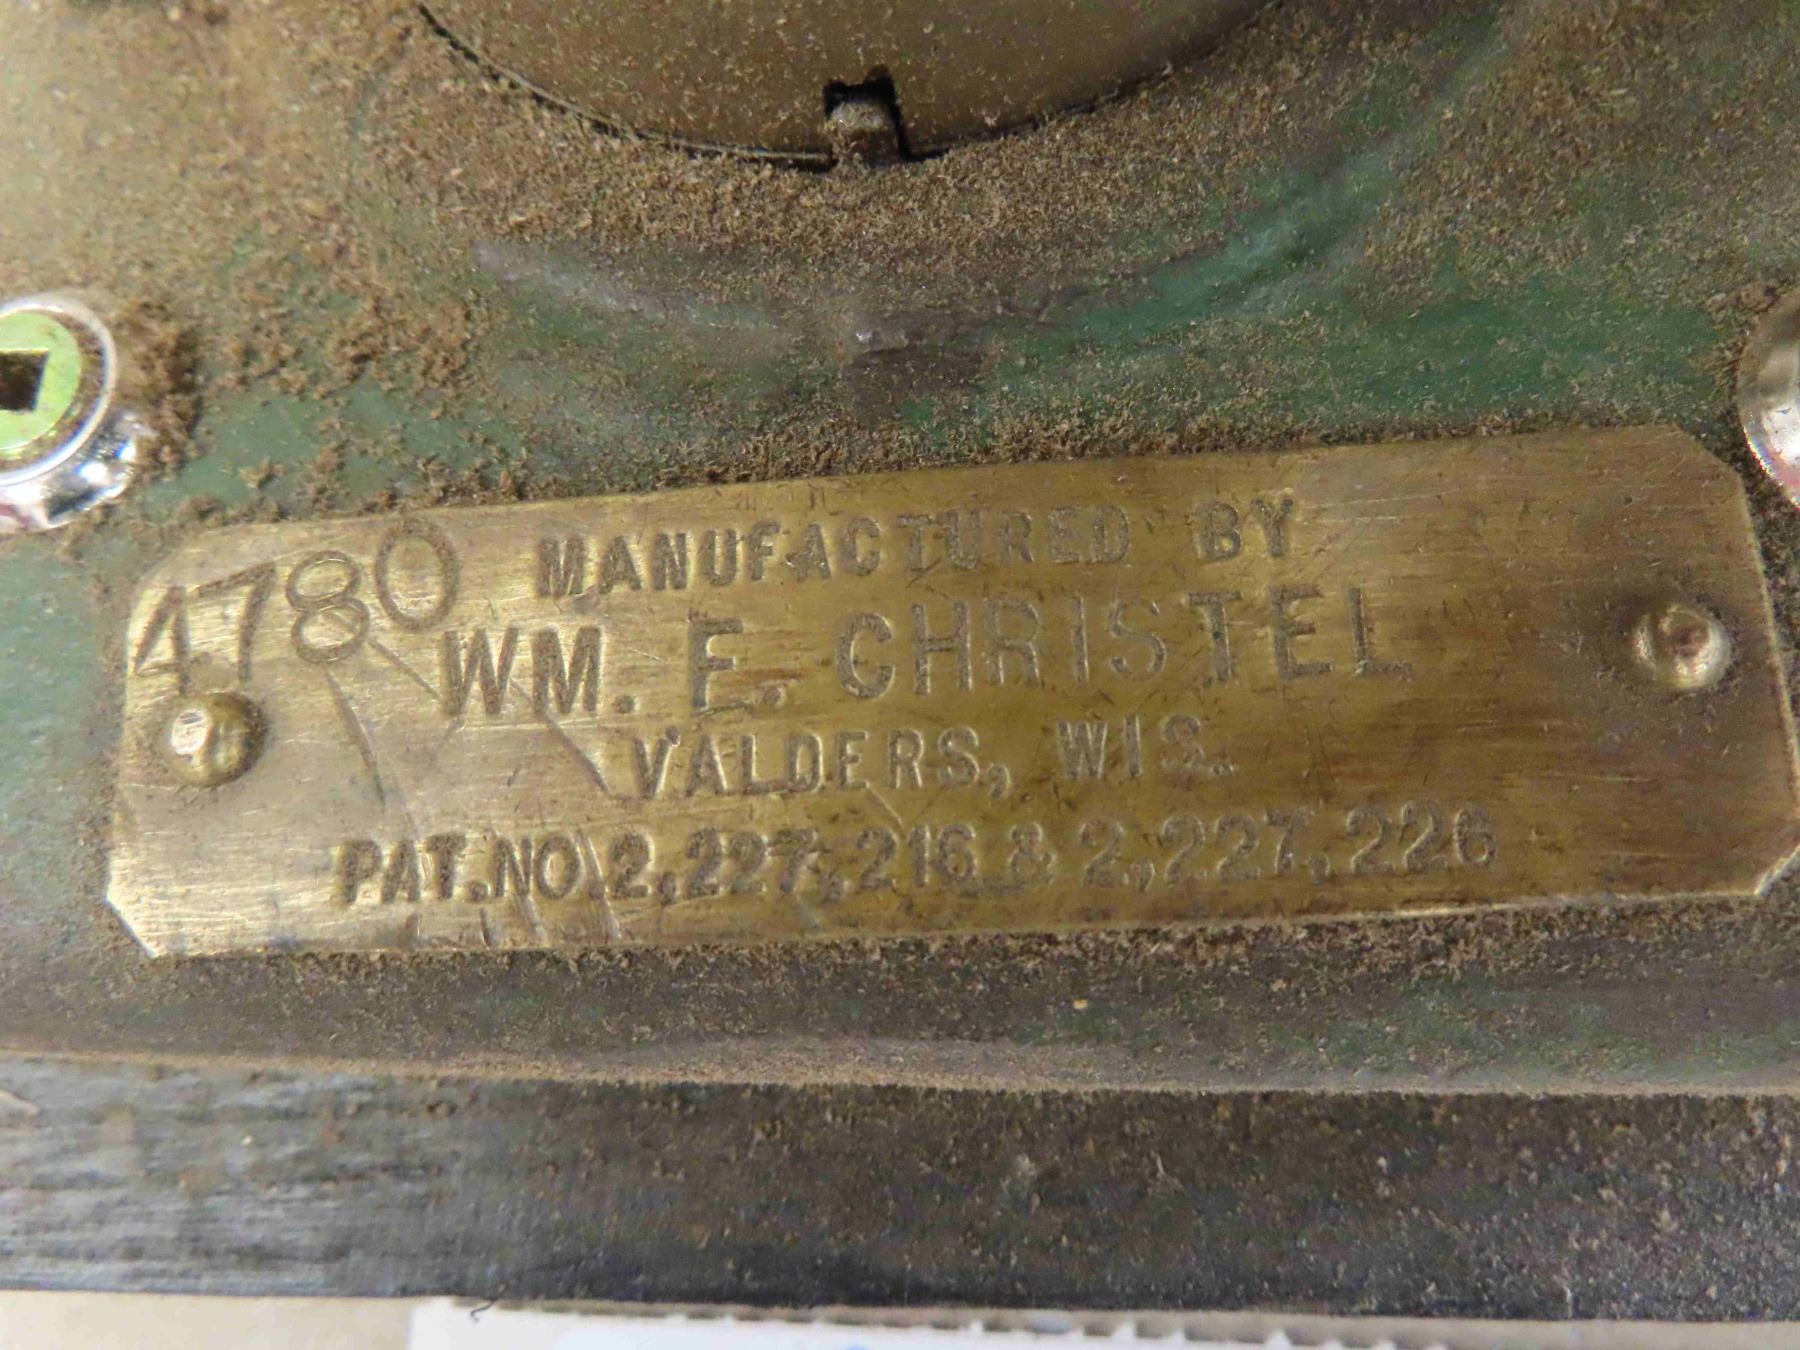 4780
MANUFACTURED BY
WM. E. CHRISTEL
VALDERS, WIS.
PAT. NO. 2,227,216 & 2,227,226